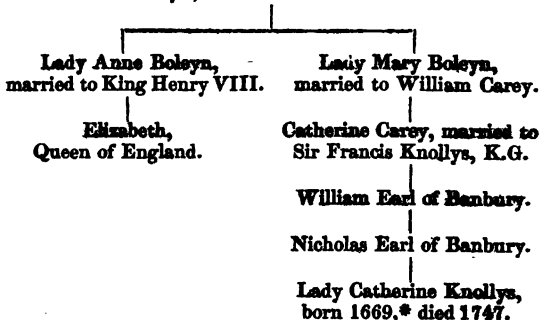 Lady Anne Boleyn,
married to King Henry VIII.
Elizabeth,
Queen of England.
Lady Mary Boleyn,
married to William Carey.
Catherine Carey, married to
Sir Francis Knollys, K.G.
William Earl of Banbury.
Nicholas Earl of Banbury.
Lady Catherine Knollys,
born 1669,* died 1747.